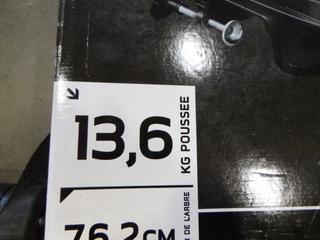 13,6
KG POUSSEE
76,2CM
DE L'ARBRE